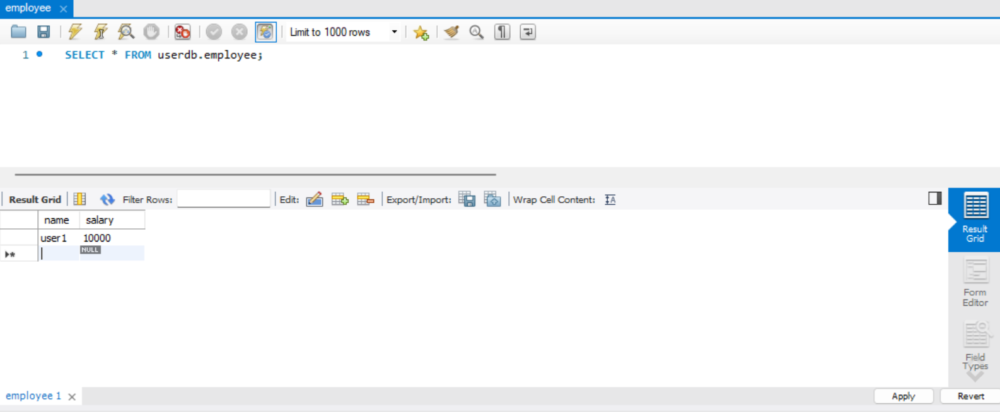 employee
Limit to 1000 rows
1 SELECT * FROM userdb.employee;
Result Grid Filter Rows: Edit: Export/Import: Wrap Cell Content:
name salary
user1 10000
NULL
Result
Grid
Form
Editor
Field
Types
employee 1
Apply Revert